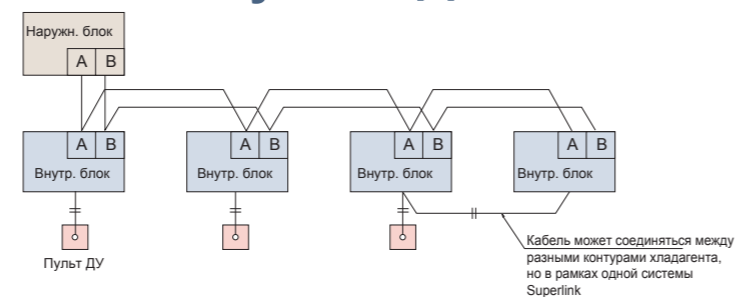 Наружн. блок
A B
A B
A B
A B
A B
Внутр. блок
Внутр. блок
Внутр. блок
Внутр. блок
Пульт ДУ
Кабель может соединяться между
разными контурами хладагента,
но в рамках одной системы
Superlink